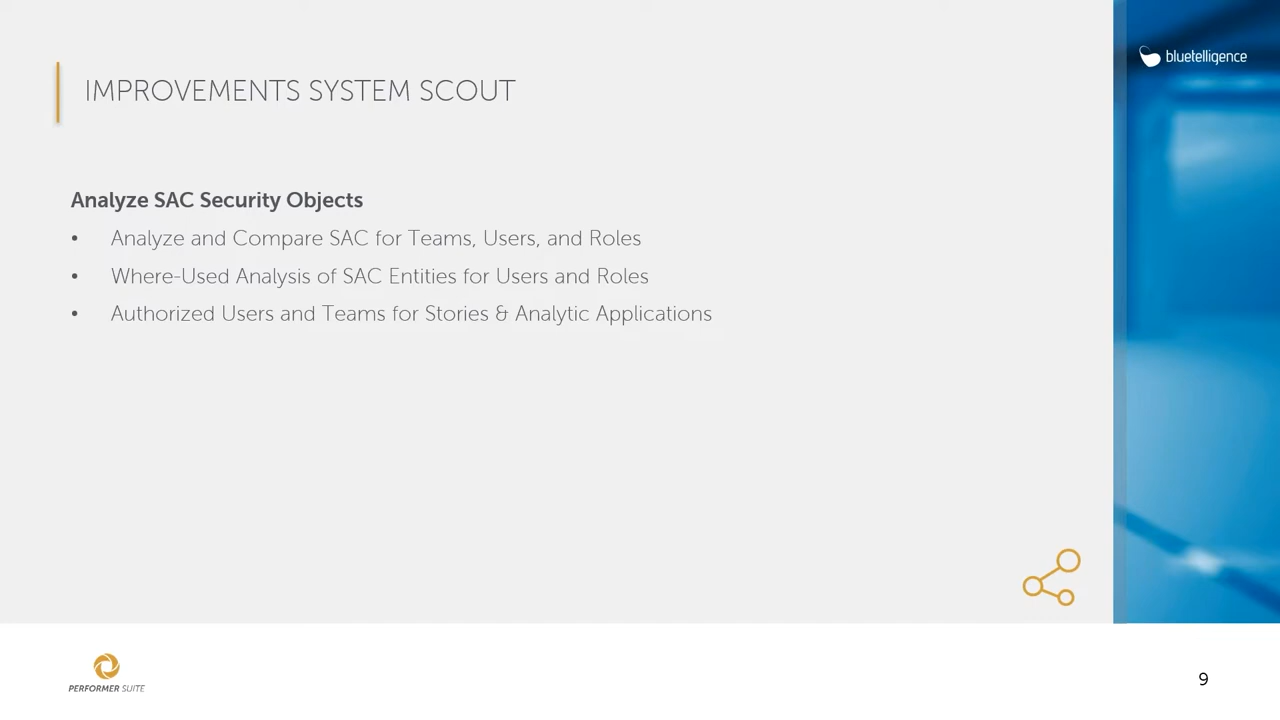 bluetelligence
IMPROVEMENTS SYSTEM SCOUT
Analyze SAC Security Objects
• Analyze and Compare SAC for Teams, Users, and Roles
• Where-Used Analysis of SAC Entities for Users and Roles
• Authorized Users and Teams for Stories & Analytic Applications
PERFORMER SUITE
9